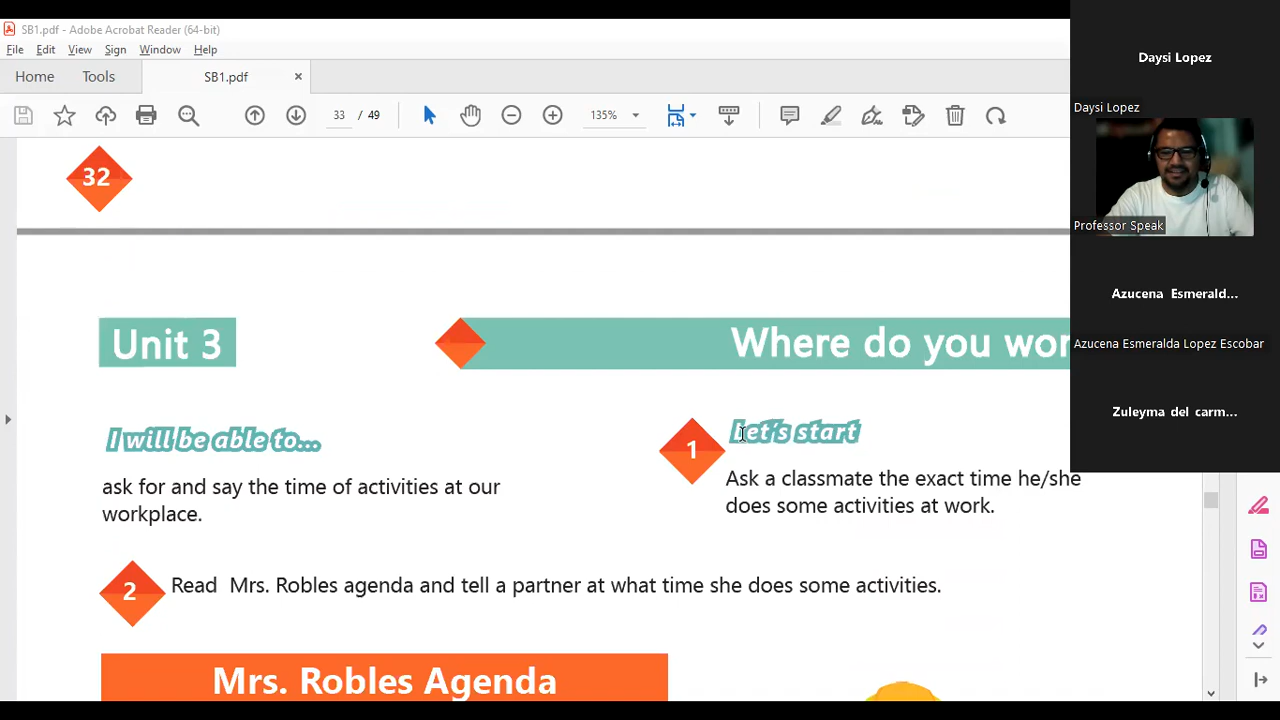 SB1.pdf - Adobe Acrobat Reader (64-bit)
File Edit View Sign Window Help
Home Tools SB1.pdf ×
33 / 49 135%
32
Unit 3
Where do you wor
I will be able to...
ask for and say the time of activities at our
workplace.
1
Let's start
Ask a classmate the exact time he/she
does some activities at work.
2
Read Mrs. Robles agenda and tell a partner at what time she does some activities.
Mrs. Robles Agenda
Daysi Lopez
Daysi Lopez
Professor Speak
Azucena Esmerald...
Azucena Esmeralda Lopez Escobar
Zuleyma del carm...